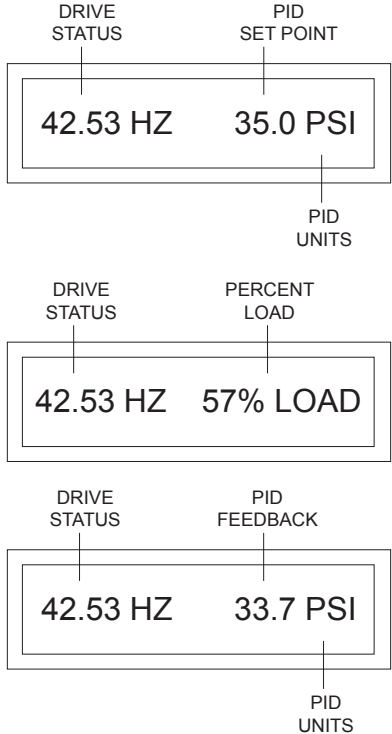 DRIVE STATUS PID SET POINT
42.53 HZ 35.0 PSI
PID UNITS
DRIVE STATUS PERCENT LOAD
42.53 HZ 57% LOAD
DRIVE STATUS PID FEEDBACK
42.53 HZ 33.7 PSI
PID UNITS